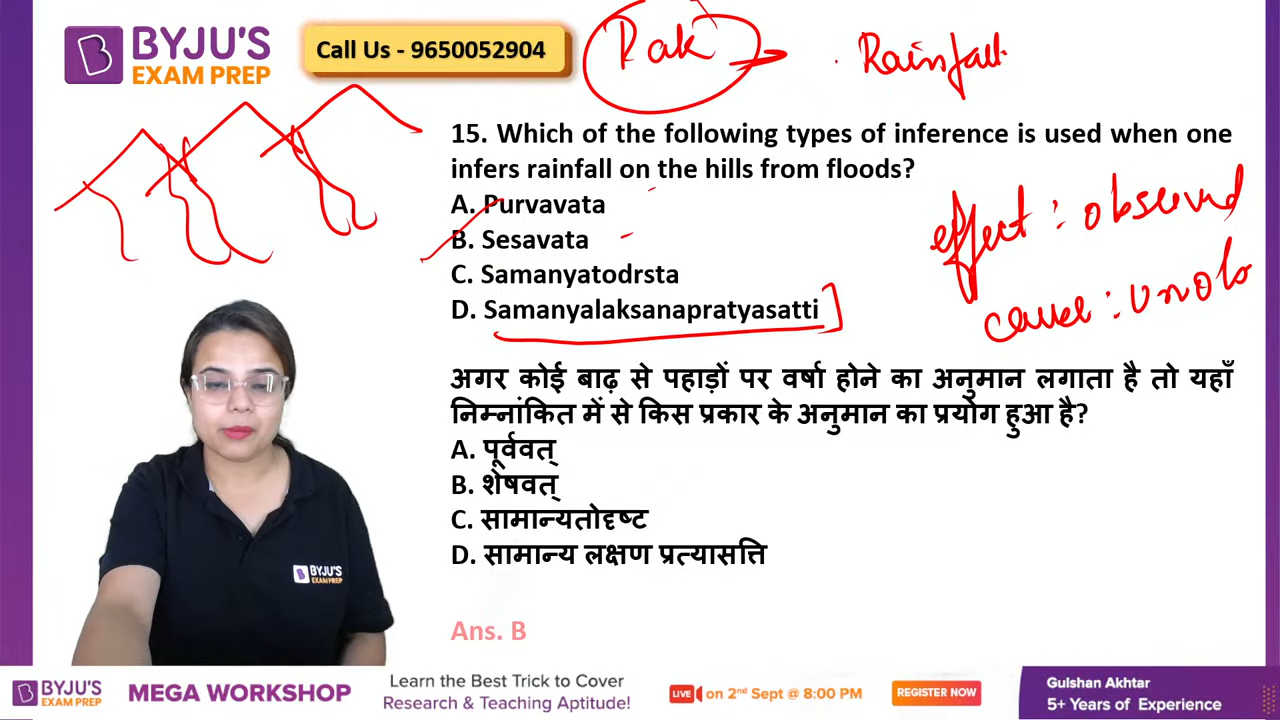 BYJU'S
EXAM PREP
Call Us - 9650052904
Rainfall
15. Which of the following types of inference is used when one
infers rainfall on the hills from floods?
A. Purvavata
B. Sesavata
C. Samanyatodrsta
D. Samanyalaksanapratyasatti
effect : observed
cause :
अगर कोई बाढ़ से पहाड़ों पर वर्षा होने का अनुमान लगाता है तो यहाँ
निम्नांकित में से किस प्रकार के अनुमान का प्रयोग हुआ है?
A. पूर्ववत्
B. शेषवत्
C. सामान्यतोदृष्ट
D. सामान्य लक्षण प्रत्यासत्ति
Ans. B
BYJU'S
EXAM PREP
BYJU'S
EXAM PREP
MEGA WORKSHOP
Learn the Best Trick to Cover
Research & Teaching Aptitude!
LIVE on 2nd Sept @ 8:00 PM
REGISTER NOW
Gulshan Akhtar
5+ Years of Experience